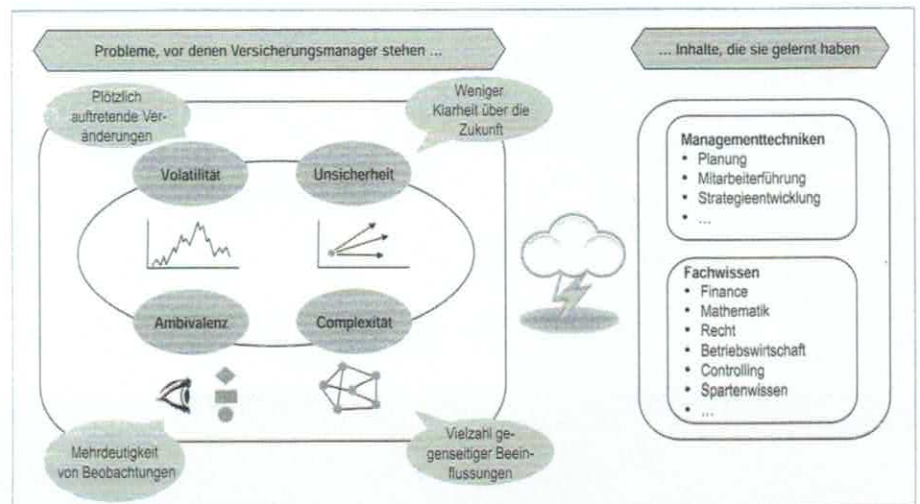 Probleme, vor denen Versicherungsmanager stehen ...
... Inhalte, die sie gelernt haben
Plötzlich
auftretende Ver-
änderungen
Weniger
Klarheit über die
Zukunft
Volatilität
Unsicherheit
Ambivalenz
Complexität
Mehrdeutigkeit
von Beobachtungen
Vielzahl ge-
genseitiger Beein-
flussungen
Managementtechniken
• Planung
• Mitarbeiterführung
• Strategieentwicklung
• ...
Fachwissen
• Finance
• Mathematik
• Recht
• Betriebswirtschaft
• Controlling
• Spartenwissen
• ...